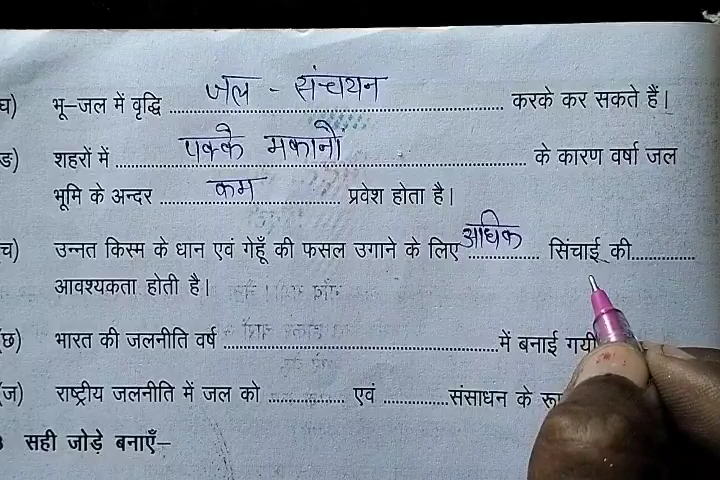 घ) भू-जल में वृद्धि जल - संचयन करके कर सकते हैं।
ङ) शहरों में पक्के मकानों के कारण वर्षा जल
भूमि के अन्दर कम प्रवेश होता है।
च) उन्नत किस्म के धान एवं गेहूँ की फसल उगाने के लिए अधिक सिंचाई की
आवश्यकता होती है।
(छ) भारत की जलनीति वर्ष में बनाई गयी
(ज) राष्ट्रीय जलनीति में जल को एवं संसाधन के
सही जोड़े बनाएँ–